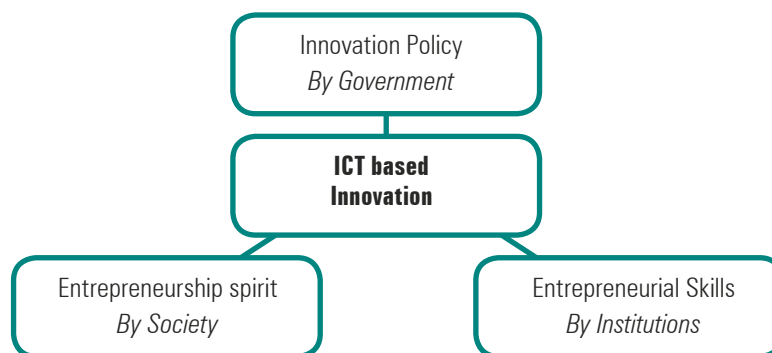 Innovation Policy
By Government
ICT based
Innovation
Entrepreneurship spirit
By Society
Entrepreneurial Skills
By Institutions